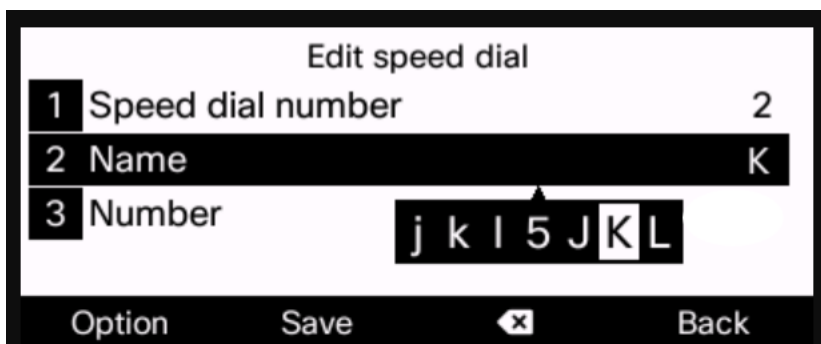 Edit speed dial
1 Speed dial number 2
2 Name K
3 Number
j k l 5 J K L
Option Save Back